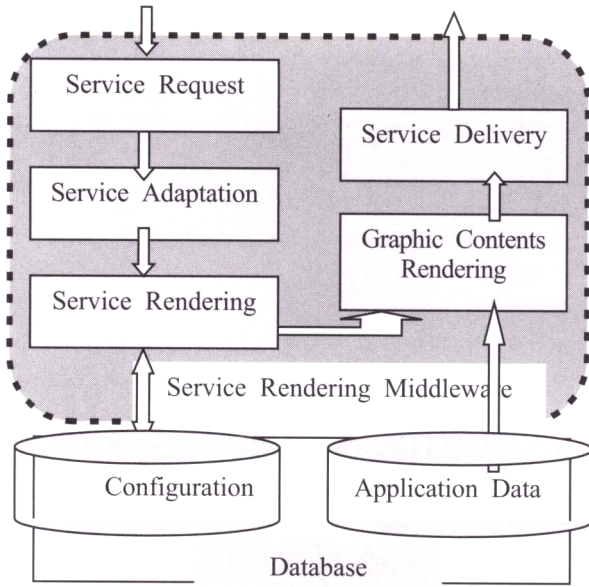 Service Request
Service Adaptation
Service Rendering
Service Delivery
Graphic Contents
Rendering
Service Rendering Middleware
Configuration
Application Data
Database